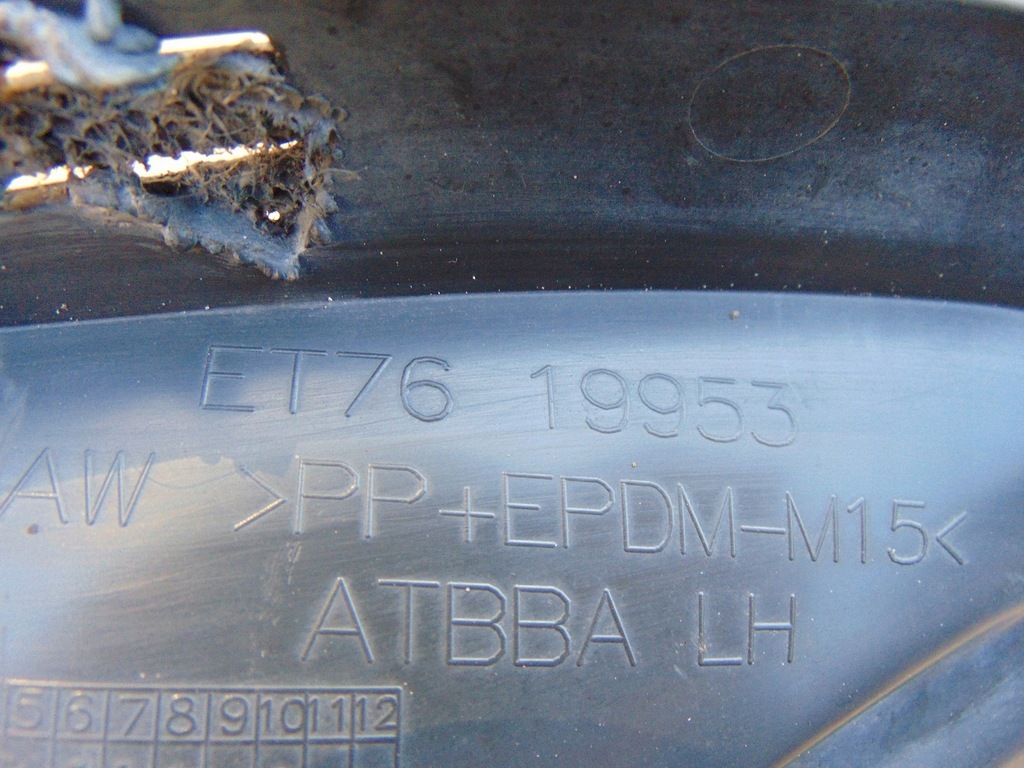 ET76 19953
AW >PP+EPDM-M15<
ATBBA LH
5 6 7 8 9 10 11 12